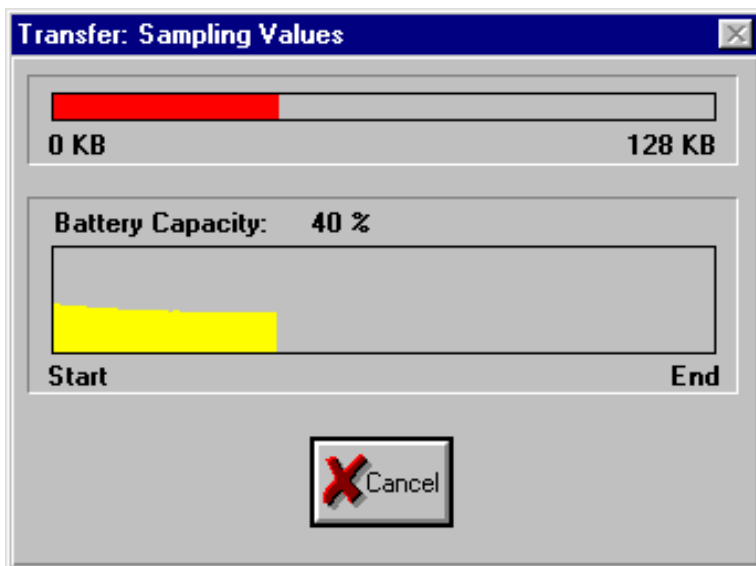 Transfer: Sampling Values
0 KB 128 KB
Battery Capacity: 40 %
Start End
Cancel